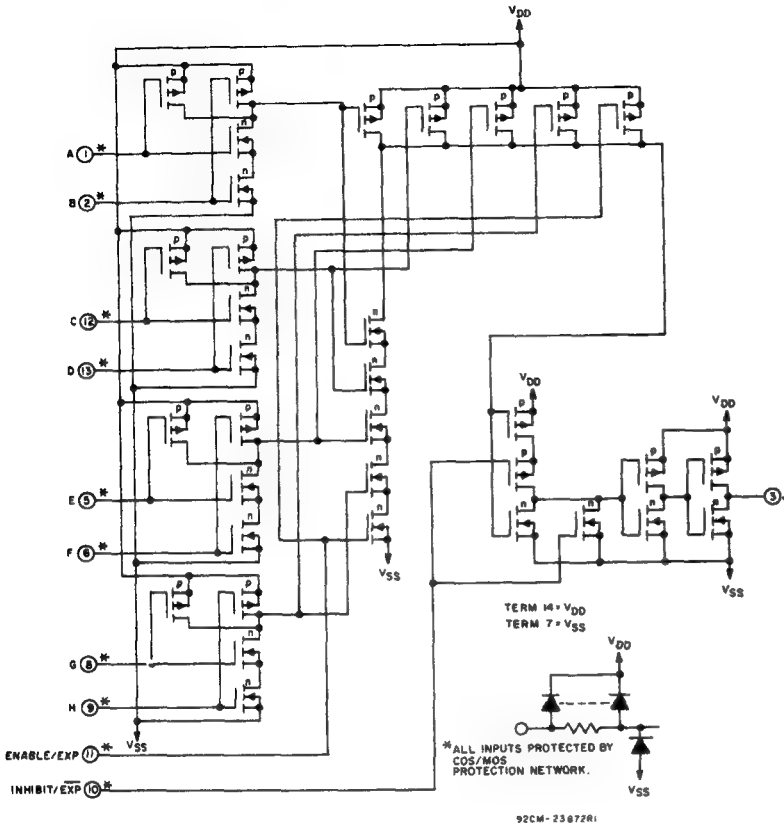 VDD
p p
p p p p p
n
A 1 *
n
B 2 *
p p
n
C 12 *
n
n
D 13 *
n
VDD
VDD
p p
n
p
p
p
p
E 5 *
n
n
n
n
n
n
3
F 6 *
n
n
VSS
VSS
p p
TERM 14 = VDD
TERM 7 = VSS
n
G 8 *
VDD
n
H 9 *
VSS
ENABLE/EXP 11 *
* ALL INPUTS PROTECTED BY
COS/MOS
PROTECTION NETWORK.
VSS
INHIBIT/EXP 10 *
92CM-23872R1